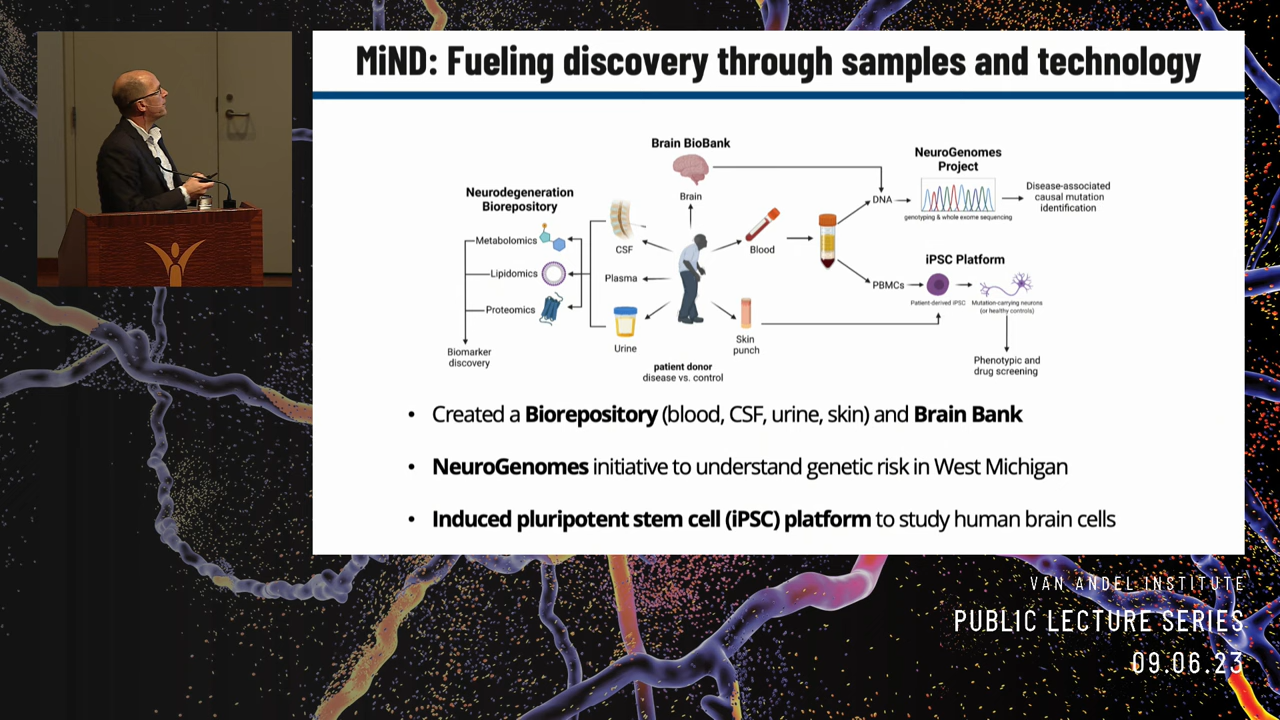 MiND: Fueling discovery through samples and technology
Brain BioBank
Brain
Neurodegeneration
Biorepository
Metabolomics
Lipidomics
Proteomics
Biomarker
discovery
CSF
Plasma
Urine
Blood
Skin
punch
patient donor
disease vs. control
NeuroGenomes
Project
DNA
genotyping & whole exome sequencing
Disease-associated
causal mutation
identification
iPSC Platform
PBMCs
Patient-derived iPSC
Mutation-carrying neurons
(or healthy controls)
Phenotypic and
drug screening
• Created a Biorepository (blood, CSF, urine, skin) and Brain Bank
• NeuroGenomes initiative to understand genetic risk in West Michigan
• Induced pluripotent stem cell (iPSC) platform to study human brain cells
VAN ANDEL INSTITUTE
PUBLIC LECTURE SERIES
09.06.23